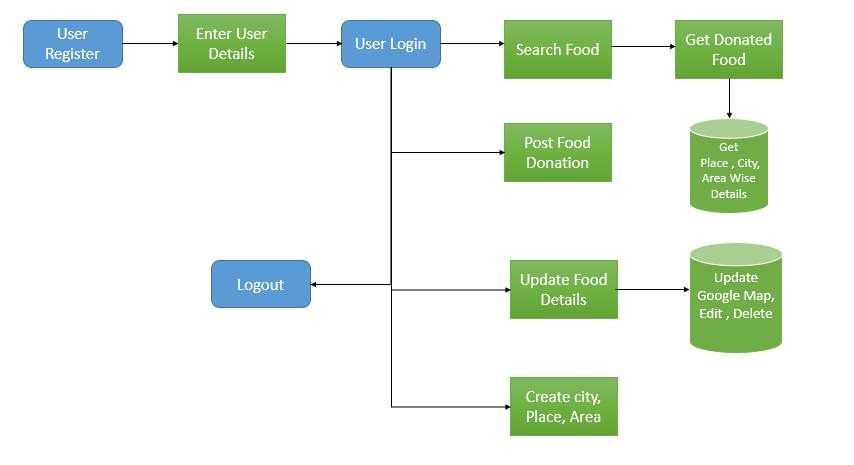 User
Register
Enter User
Details
User Login
Search Food
Get Donated
Food
Get
Place , City,
Area Wise
Details
Post Food
Donation
Logout
Update Food
Details
Update
Google Map,
Edit , Delete
Create city,
Place, Area